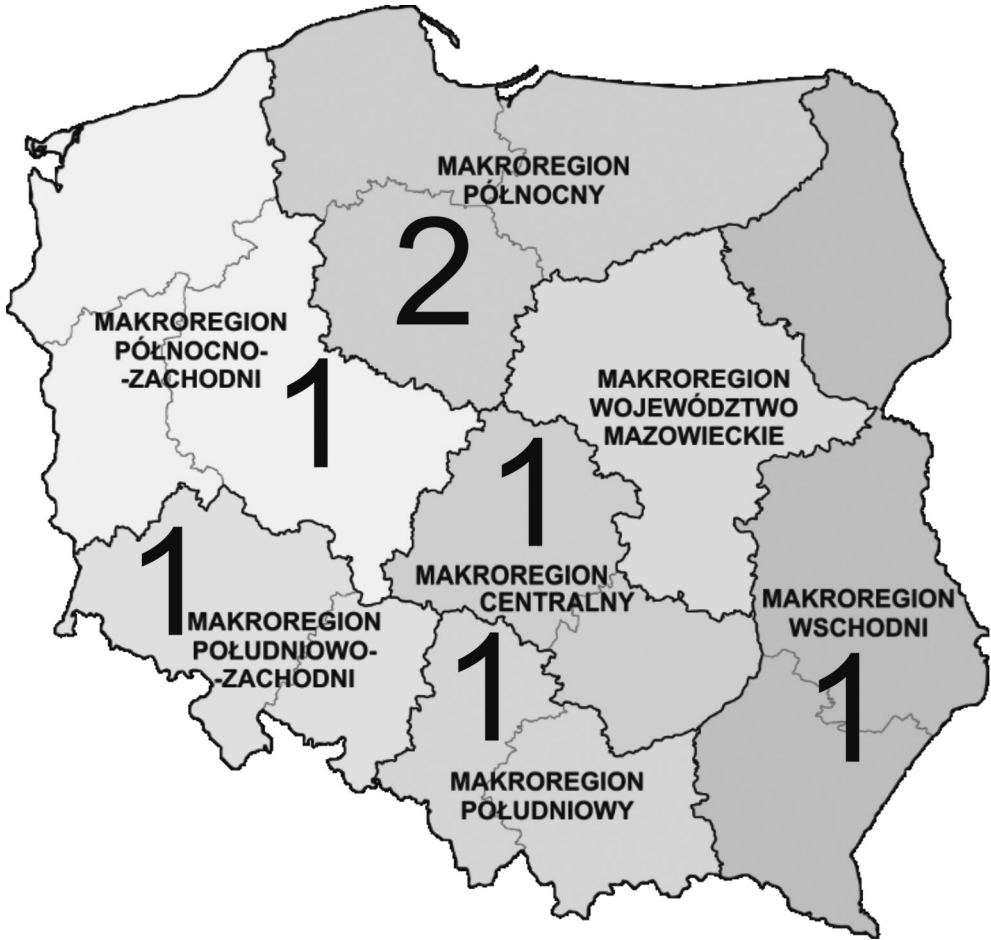 MAKROREGION
PÓŁNOCNY
2
MAKROREGION
PÓŁNOCNO-
-ZACHODNI
1
MAKROREGION
WOJEWÓDZTWO
MAZOWIECKIE
1
MAKROREGION
CENTRALNY
1
MAKROREGION
POŁUDNIOWO-
-ZACHODNI
MAKROREGION
WSCHODNI
1
1
MAKROREGION
POŁUDNIOWY